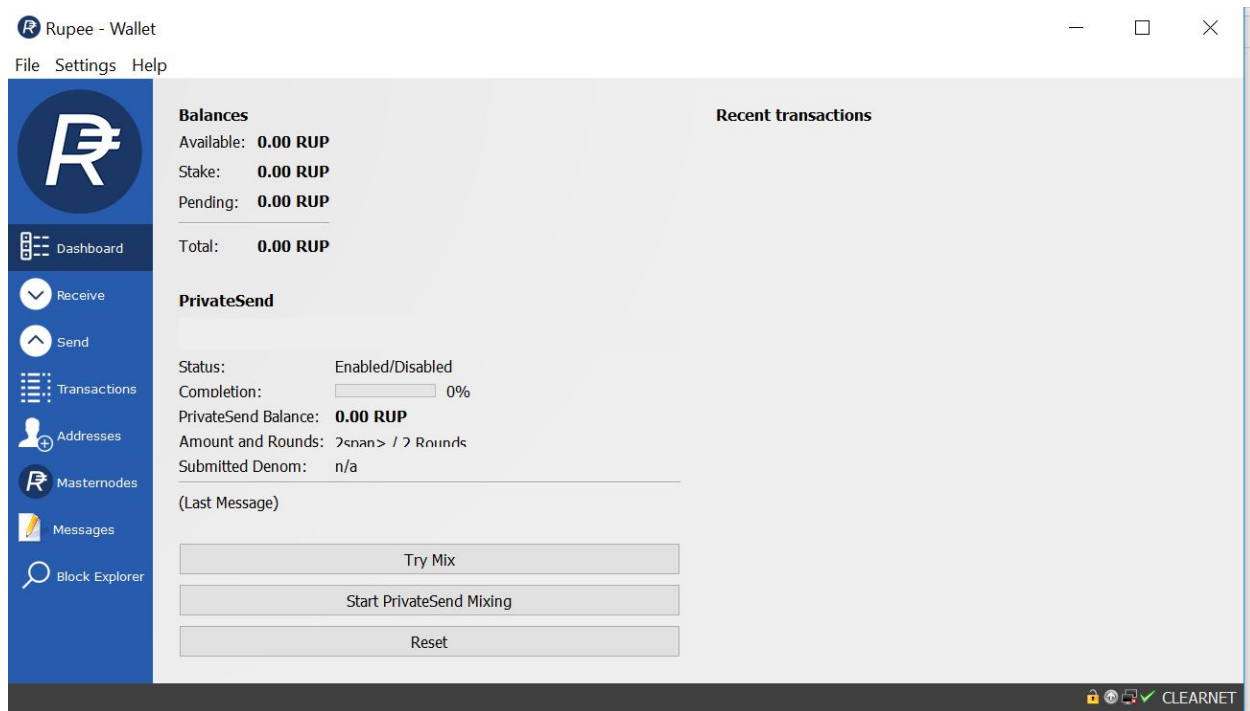 Rupee - Wallet
File Settings Help
Dashboard
Receive
Send
Transactions
Addresses
Masternodes
Messages
Block Explorer
Balances
Available: 0.00 RUP
Stake: 0.00 RUP
Pending: 0.00 RUP
Total: 0.00 RUP
PrivateSend
Status: Enabled/Disabled
Completion: 0%
PrivateSend Balance: 0.00 RUP
Amount and Rounds: 2span> / 2 Rounds
Submitted Denom: n/a
(Last Message)
Try Mix
Start PrivateSend Mixing
Reset
Recent transactions
CLEARNET